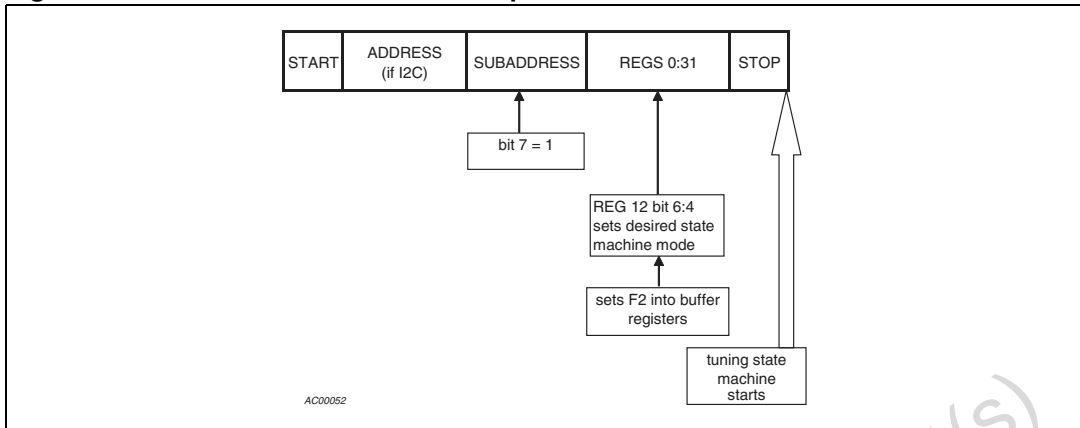 START
ADDRESS
(if I2C)
SUBADDRESS
REGS 0:31
STOP
bit 7 = 1
REG 12 bit 6:4
sets desired state
machine mode
sets F2 into buffer
registers
tuning state
machine
starts
AC00052
(s)